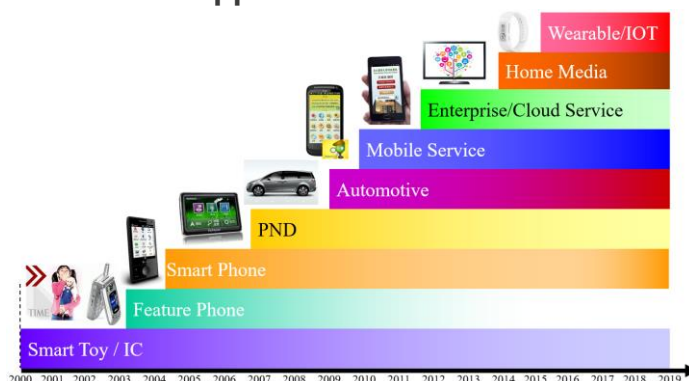 Wearable/IOT
Home Media
Enterprise/Cloud Service
Mobile Service
Automotive
PND
Smart Phone
TIME
Feature Phone
Smart Toy / IC
2000 2001 2002 2003 2004 2005 2006 2007 2008 2009 2010 2011 2012 2013 2014 2015 2016 2017 2018 2019